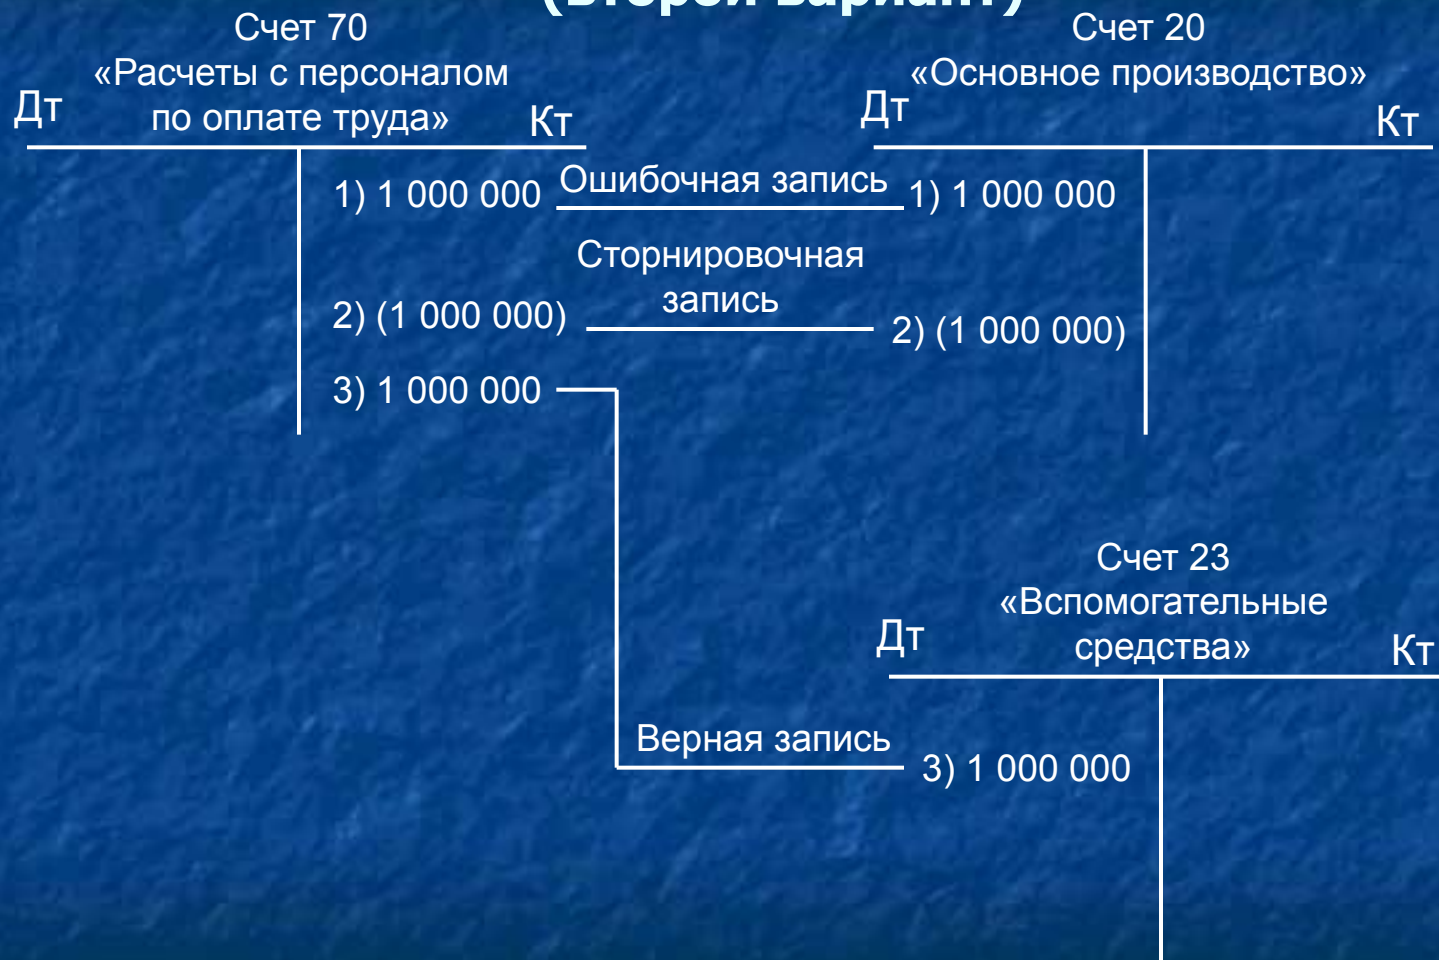 (Второй вариант)
Счет 70
«Расчеты с персоналом
по оплате труда»
Дт
Кт
Счет 20
«Основное производство»
Дт
Кт
1) 1 000 000
Ошибочная запись
1) 1 000 000
Сторнировочная
запись
2) (1 000 000)
2) (1 000 000)
3) 1 000 000
Счет 23
«Вспомогательные
средства»
Дт
Кт
Верная запись
3) 1 000 000